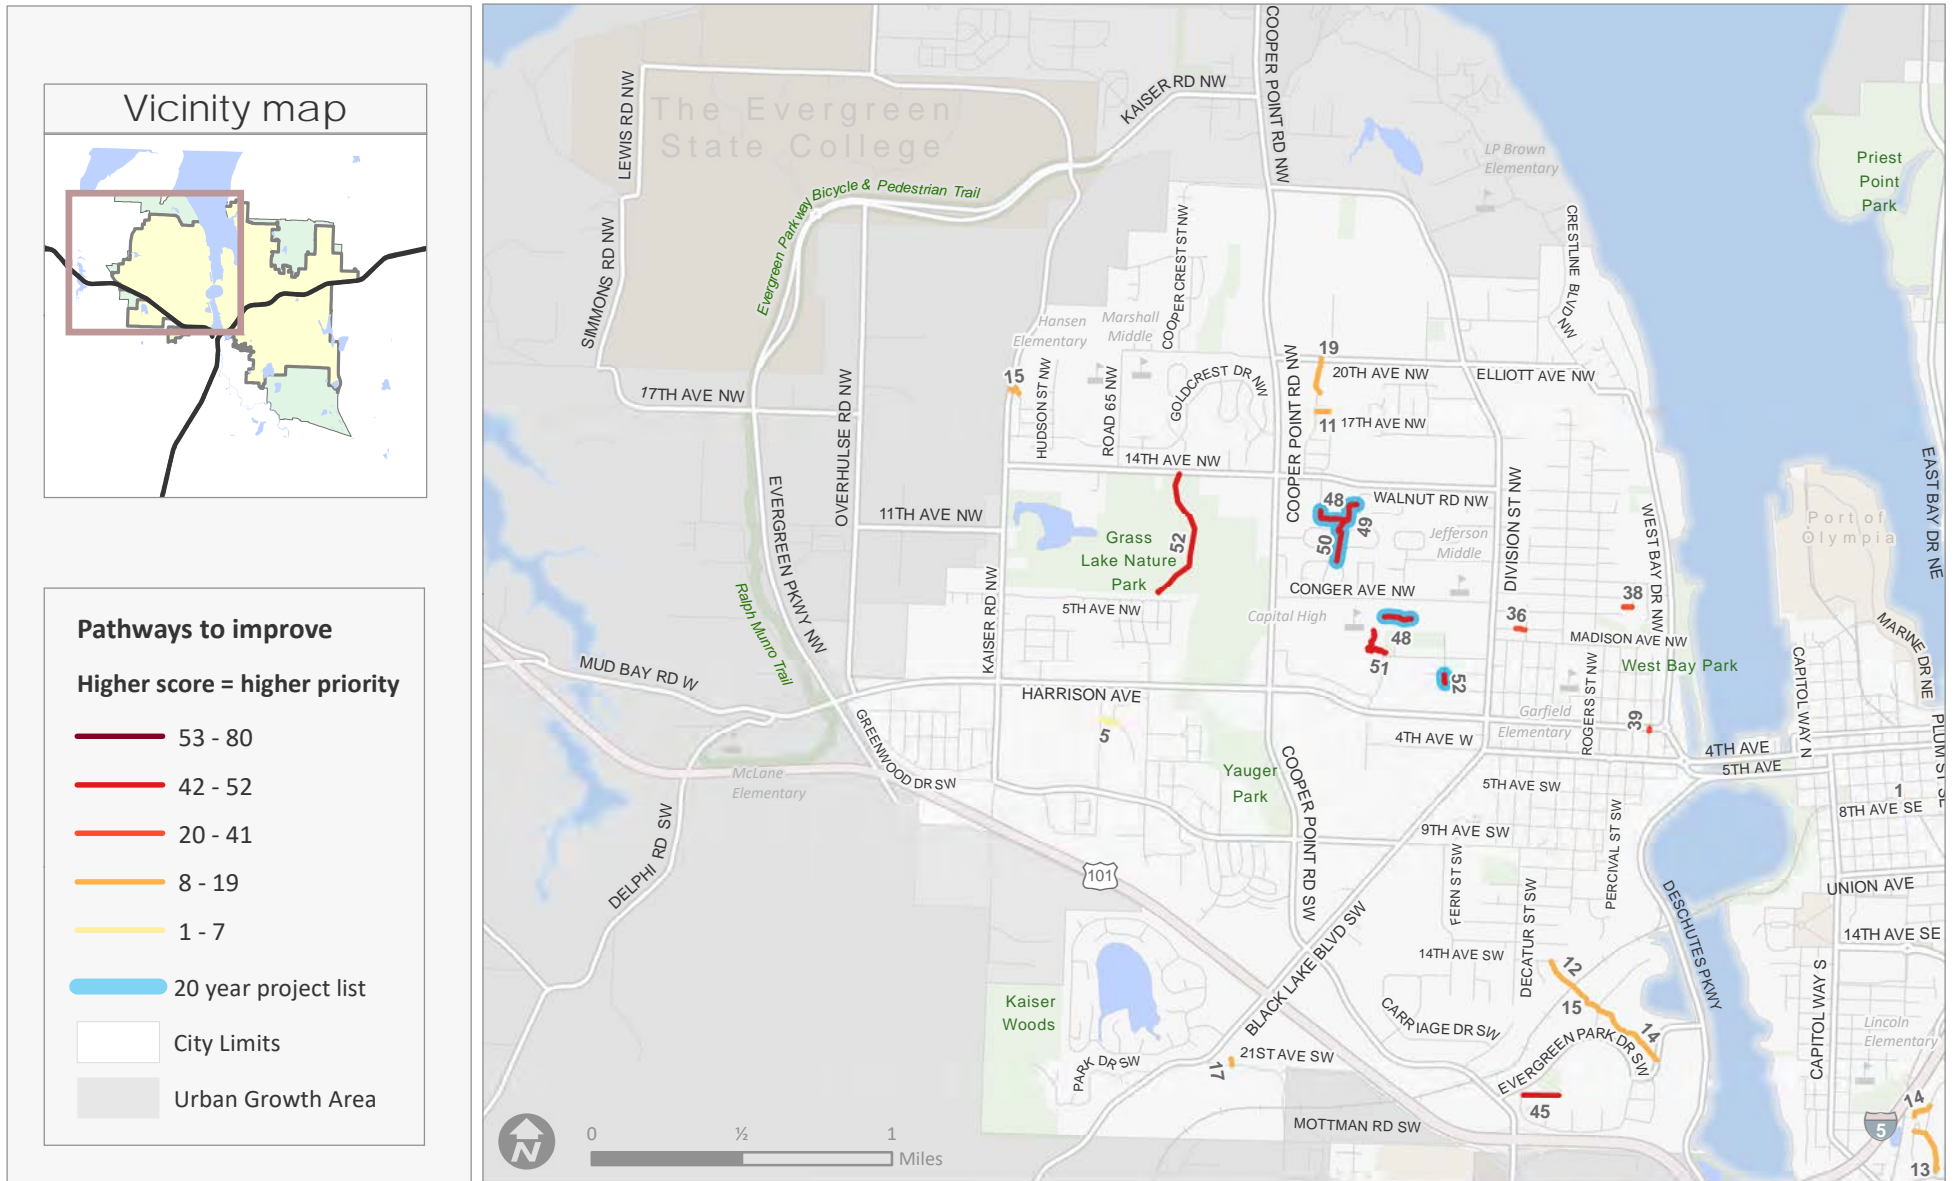 Vicinity map
Pathways to improve
Higher score = higher priority
53 - 80
42 - 52
20 - 41
8 - 19
1 - 7
20 year project list
City Limits
Urban Growth Area
The Evergreen
State College
LEWIS RD NW
SIMMONS RD NW
Evergreen Parkway Bicycle & Pedestrian Trail
KAISER RD NW
COOPER POINT RD NW
LP Brown
Elementary
Priest
Point
Park
CRESTLINE BLVD NW
COOPER CREST ST NW
Hansen
Elementary
Marshall
Middle
15
HUDSON ST NW
ROAD 65 NW
GOLDCREST DR NW
COOPER POINT RD NW
19
20TH AVE NW
ELLIOTT AVE NW
11
17TH AVE NW
17TH AVE NW
OVERHULSE RD NW
14TH AVE NW
WALNUT RD NW
48
49
50
Jefferson
Middle
DIVISION ST NW
WEST BAY DR NW
EAST BAY DR NE
Port of
Olympia
11TH AVE NW
EVERGREEN PKWY NW
Grass
Lake Nature
Park
52
KAISER RD NW
5TH AVE NW
CONGER AVE NW
Capital High
48
51
52
36
38
MADISON AVE NW
West Bay Park
ROGERS ST NW
MARINE DR NE
CAPITOL WAY N
Ralph Munro Trail
MUD BAY RD W
HARRISON AVE
5
Garfield
Elementary
39
4TH AVE W
4TH AVE
5TH AVE
PLUM ST SE
GREENWOOD DR SW
McLane
Elementary
Yauger
Park
COOPER POINT RD SW
5TH AVE SW
1
8TH AVE SE
9TH AVE SW
PERCIVAL ST SW
FERN ST SW
DECATUR ST SW
DESCHUTES PKWY
UNION AVE
DELPHI RD SW
101
14TH AVE SW
14TH AVE SE
BLACK LAKE BLVD SW
12
15
14
CARRIAGE DR SW
EVERGREEN PARK DR SW
CAPITOL WAY S
Lincoln
Elementary
Kaiser
Woods
PARK DR SW
17
21ST AVE SW
45
MOTTMAN RD SW
14
5
13
N
0
½
1
Miles